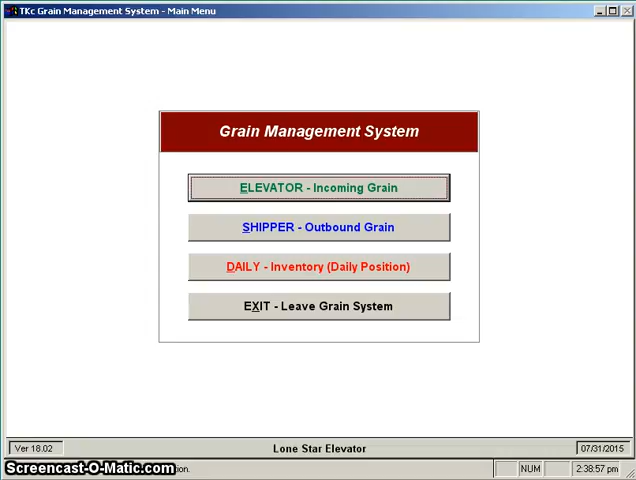 TKc Grain Management System - Main Menu
Grain Management System
ELEVATOR - Incoming Grain
SHIPPER - Outbound Grain
DAILY - Inventory (Daily Position)
EXIT - Leave Grain System
Ver 18.02
Lone Star Elevator
07/31/2015
Screencast-O-Matic.com
NUM
2:38:57 pm